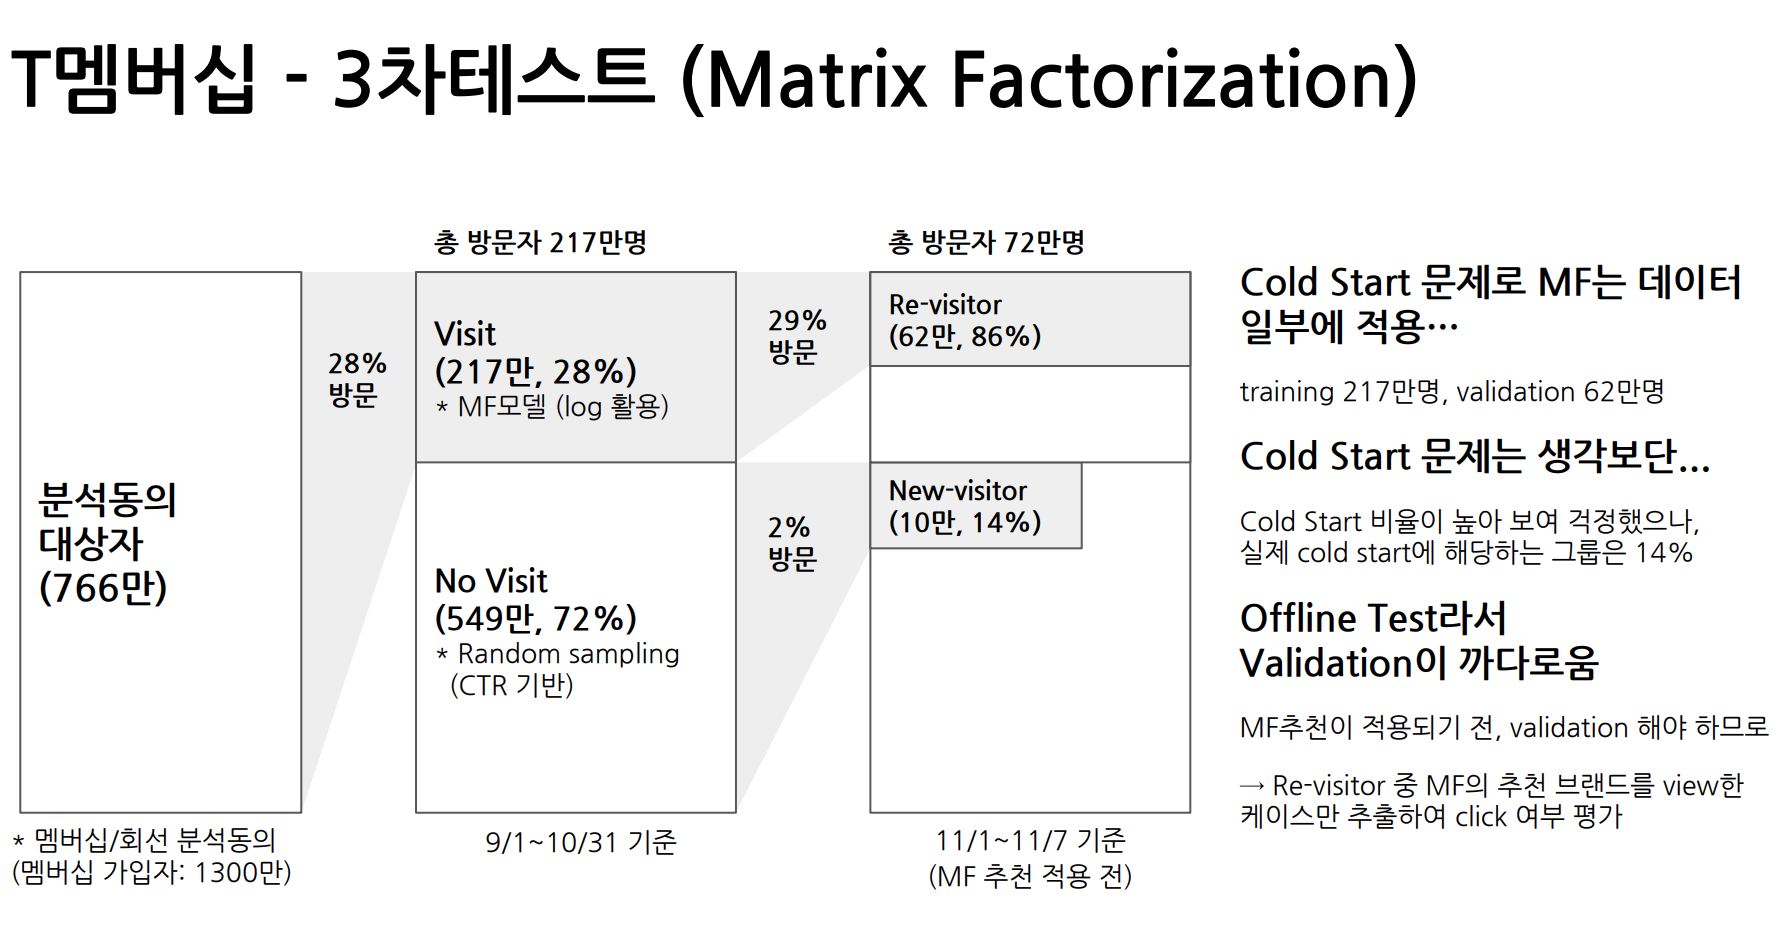 T멤버십 - 3차테스트 (Matrix Factorization)
분석동의
대상자
(766만)
* 멤버십/회선 분석동의
(멤버십 가입자: 1300만)
28%
방문
총 방문자 217만명
Visit
(217만, 28%)
* MF모델 (log 활용)
No Visit
(549만, 72%)
* Random sampling
(CTR 기반)
9/1~10/31 기준
29%
방문
2%
방문
총 방문자 72만명
Re-visitor
(62만, 86%)
New-visitor
(10만, 14%)
11/1~11/7 기준
(MF 추천 적용 전)
Cold Start 문제로 MF는 데이터
일부에 적용…
training 217만명, validation 62만명
Cold Start 문제는 생각보단...
Cold Start 비율이 높아 보여 걱정했으나,
실제 cold start에 해당하는 그룹은 14%
Offline Test라서
Validation이 까다로움
MF추천이 적용되기 전, validation 해야 하므로
→ Re-visitor 중 MF의 추천 브랜드를 view한
케이스만 추출하여 click 여부 평가